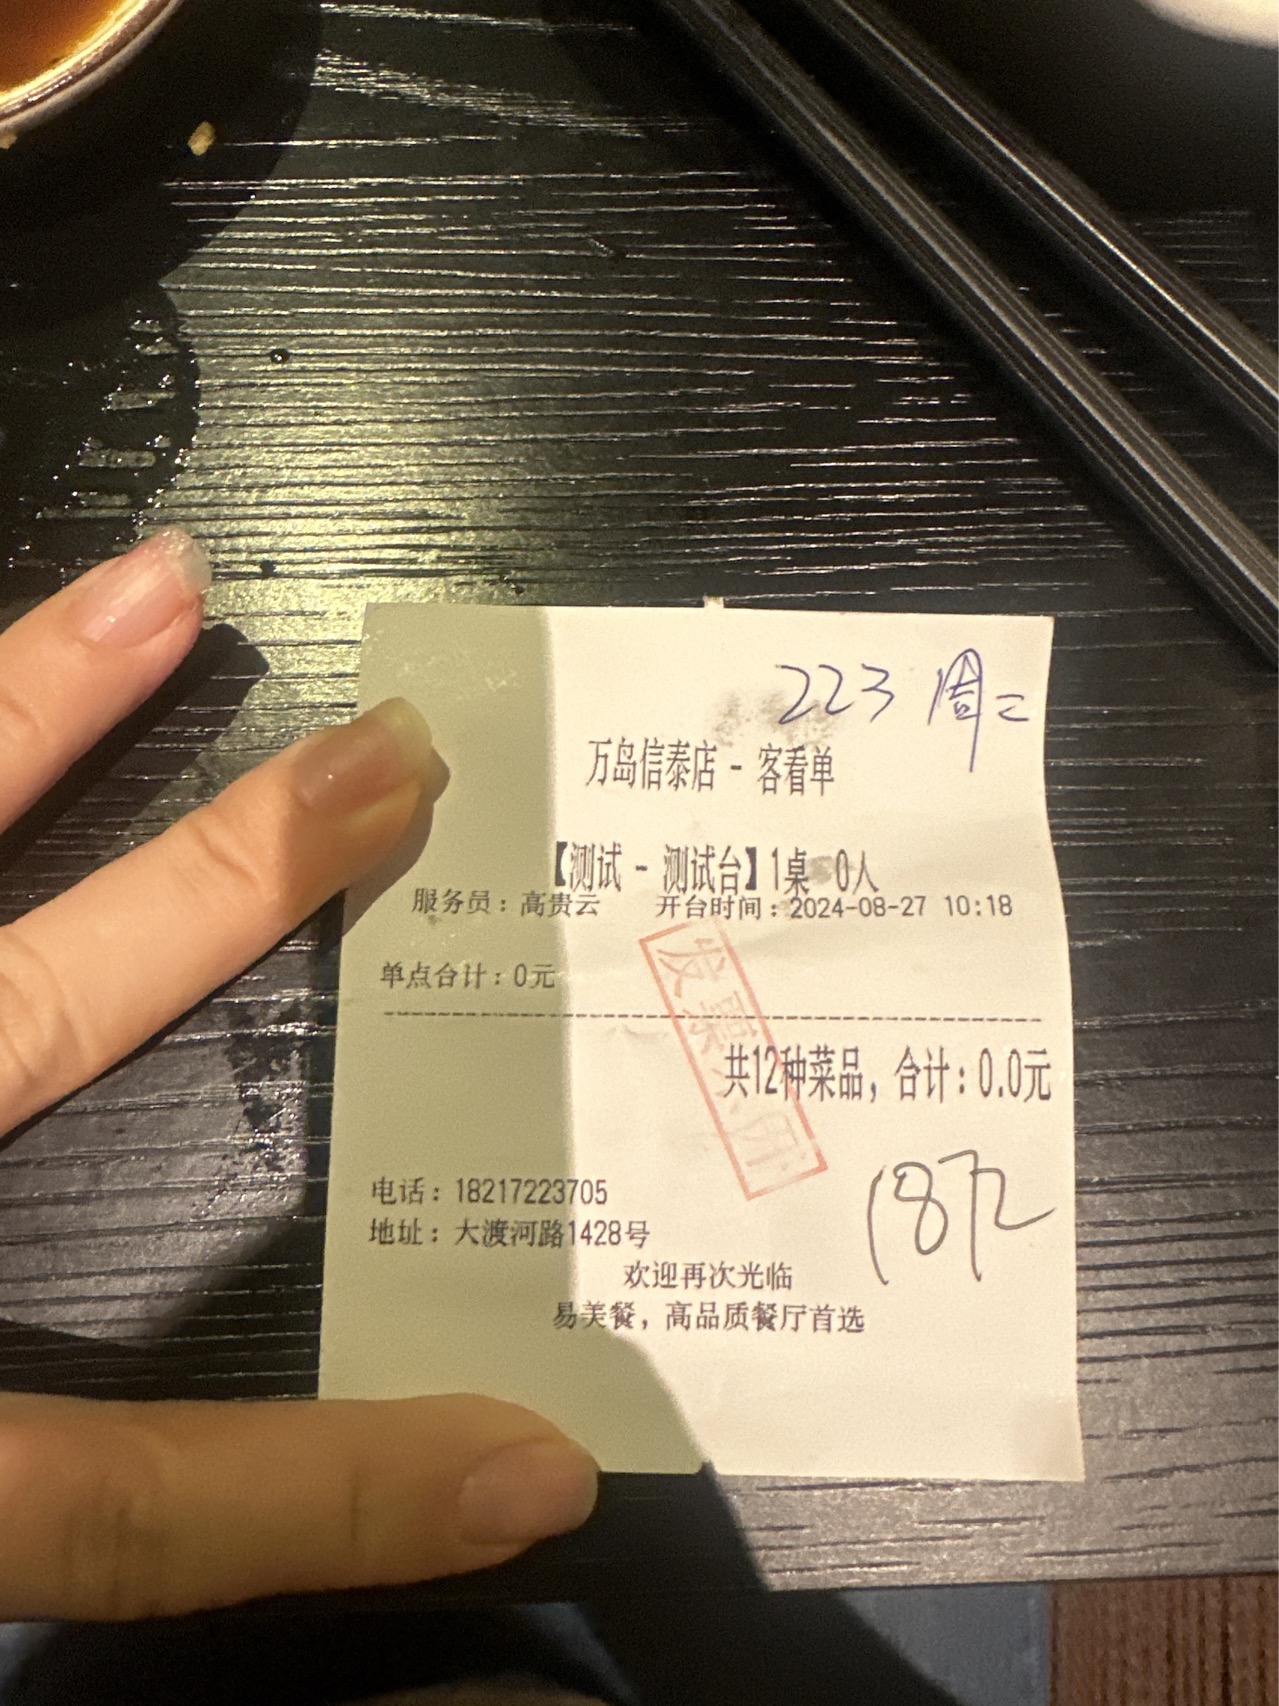 223 周二
万岛信泰店 - 客看单
【测试 - 测试台】1桌 0人
服务员：高贵云 开台时间：2024-08-27 10:18
单点合计：0元
发票已开
共12种菜品，合计：0.0元
电话：18217223705
地址：大渡河路1428号
欢迎再次光临
易美餐，高品质餐厅首选